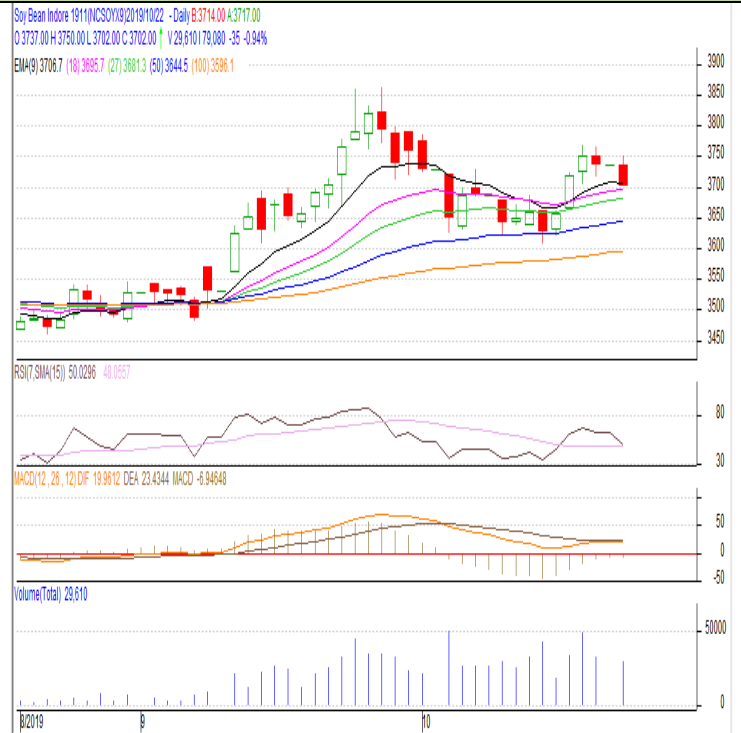 Soy Bean Indore 1911(NCSOYX9)2019/10/22 - Daily B:3714.00 A:3717.00
O 3737.00 H 3750.00 L 3702.00 C 3702.00 ↑ V 29,610 I 79,080 -35 -0.94%
EMA(9) 3706.7 (18) 3695.7 (27) 3681.3 (50) 3644.5 (100) 3596.1
3900
3850
3800
3750
3700
3650
3600
3550
3500
3450
RSI(7,SMA(15)) 50.0296 48.0557
80
30
MACD(12 , 26 , 12) DIF 19.9612 DEA 23.4344 MACD -6.94648
50
0
-50
Volume(Total) 29,610
50000
0
8/2019 9 10